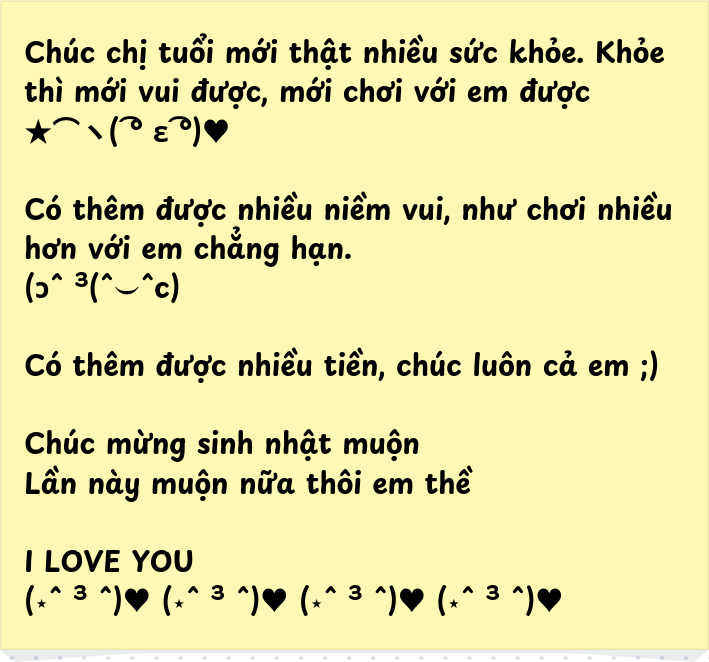 Chúc chị tuổi mới thật nhiều sức khỏe. Khỏe
thì mới vui được, mới chơi với em được
★⌒ヽ( ͡° ε ͡°)♥
Có thêm được nhiều niềm vui, như chơi nhiều
hơn với em chẳng hạn.
(ɔˆ ³(ˆ⌣ˆc)
Có thêm được nhiều tiền, chúc luôn cả em ;)
Chúc mừng sinh nhật muộn
Lần này muộn nữa thôi em thề
I LOVE YOU
(⋆ˆ ³ ˆ)♥ (⋆ˆ ³ ˆ)♥ (⋆ˆ ³ ˆ)♥ (⋆ˆ ³ ˆ)♥